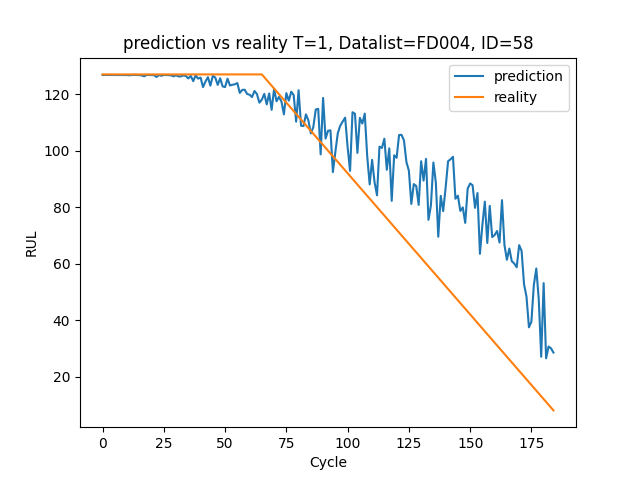 prediction vs reality T=1, Datalist=FD004, ID=58
prediction
reality
120
100
80
60
40
20
RUL
0 25 50 75 100 125 150 175
Cycle